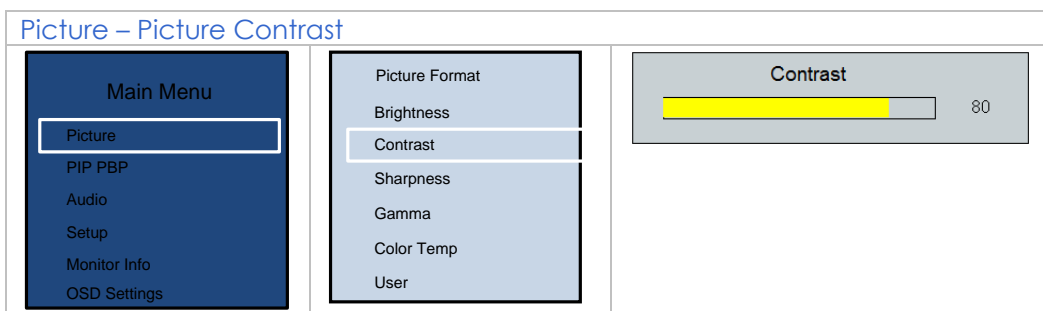 Picture – Picture Contrast
Main Menu
Picture
PIP PBP
Audio
Setup
Monitor Info
OSD Settings
Picture Format
Brightness
Contrast
Sharpness
Gamma
Color Temp
User
Contrast
80